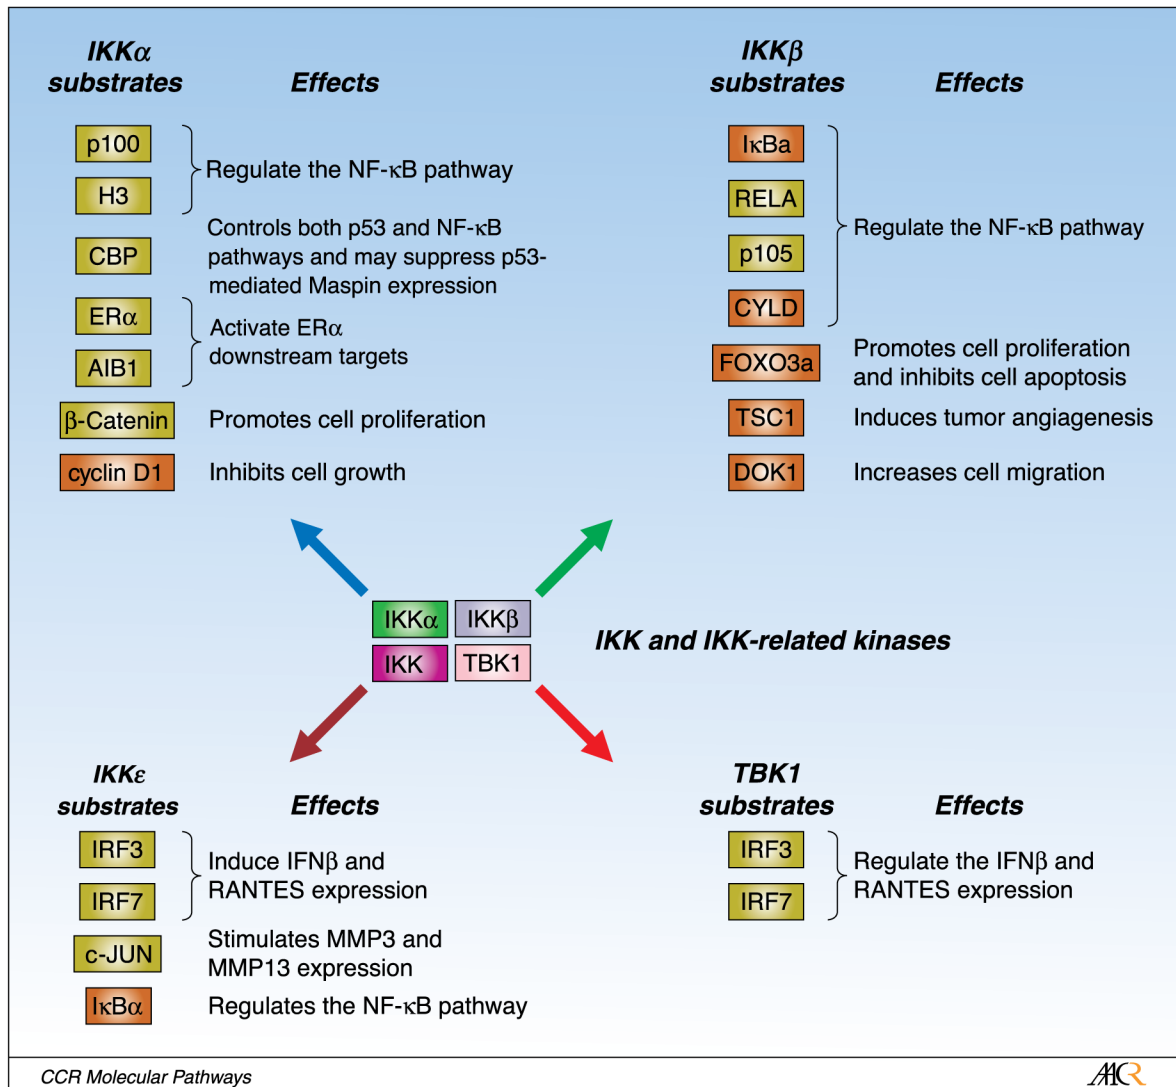 IKKα
substrates
Effects
p100
H3
Regulate the NF-κB pathway
CBP
Controls both p53 and NF-κB
pathways and may suppress p53-
mediated Maspin expression
ERα
AIB1
Activate ERα
downstream targets
β-Catenin
Promotes cell proliferation
cyclin D1
Inhibits cell growth
IKKβ
substrates
Effects
IκBa
RELA
p105
CYLD
Regulate the NF-κB pathway
FOXO3a
Promotes cell proliferation
and inhibits cell apoptosis
TSC1
Induces tumor angiagenesis
DOK1
Increases cell migration
IKKα
IKKβ
IKK
TBK1
IKK and IKK-related kinases
IKKε
substrates
Effects
IRF3
IRF7
Induce IFNβ and
RANTES expression
c-JUN
Stimulates MMP3 and
MMP13 expression
IκBα
Regulates the NF-κB pathway
TBK1
substrates
Effects
IRF3
IRF7
Regulate the IFNβ and
RANTES expression
CCR Molecular Pathways
AACR